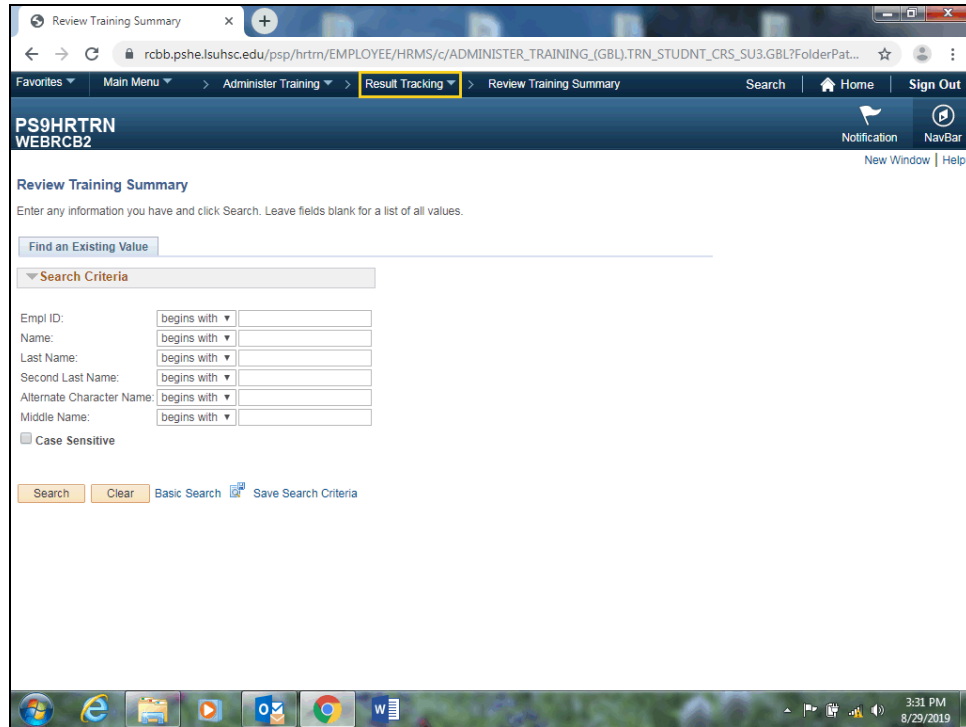 Review Training Summary
rcbb.pshe.lsuhsc.edu/psp/hrtrn/EMPLOYEE/HRMS/c/ADMINISTER_TRAINING_(GBL).TRN_STUDNT_CRS_SU3.GBL?FolderPat...
Favorites Main Menu > Administer Training > Result Tracking > Review Training Summary Search Home Sign Out
PS9HRTRN
WEBRCB2
Notification NavBar
New Window | Help
Review Training Summary
Enter any information you have and click Search. Leave fields blank for a list of all values.
Find an Existing Value
Search Criteria
Empl ID: begins with
Name: begins with
Last Name: begins with
Second Last Name: begins with
Alternate Character Name: begins with
Middle Name: begins with
Case Sensitive
Search Clear Basic Search Save Search Criteria
3:31 PM
8/29/2019